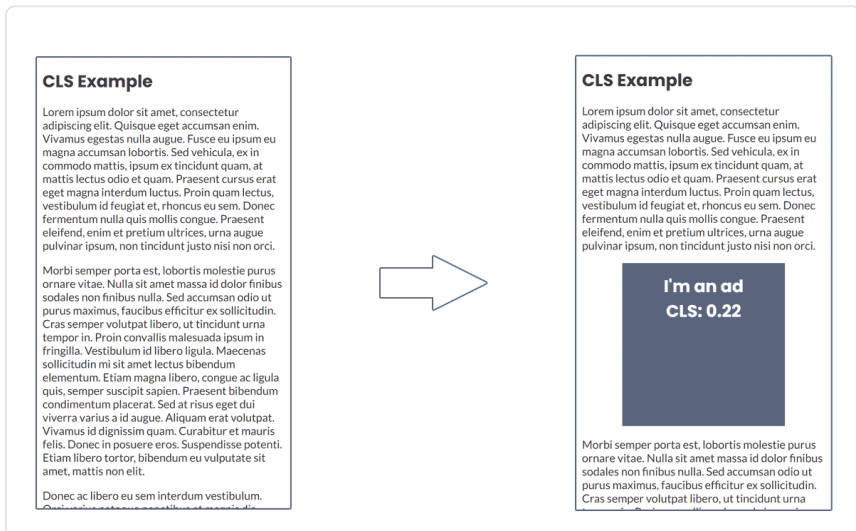 CLS Example
Lorem ipsum dolor sit amet, consectetur
adipiscing elit. Quisque eget accumsan enim.
Vivamus egestas nulla augue. Fusce eu ipsum eu
magna accumsan lobortis. Sed vehicula, ex in
commodo mattis, ipsum ex tincidunt quam, at
mattis lectus odio et quam. Praesent cursus erat
eget magna interdum luctus. Proin quam lectus,
vestibulum id feugiat et, rhoncus eu sem. Donec
fermentum nulla quis mollis congue. Praesent
eleifend, enim et pretium ultrices, urna augue
pulvinar ipsum, non tincidunt justo nisi non orci.
Morbi semper porta est, lobortis molestie purus
ornare vitae. Nulla sit amet massa id dolor finibus
sodales non finibus nulla. Sed accumsan odio ut
purus maximus, faucibus efficitur ex sollicitudin.
Cras semper volutpat libero, ut tincidunt urna
tempor in. Proin convallis malesuada ipsum in
fringilla. Vestibulum id libero ligula. Maecenas
sollicitudin mi sit amet lectus bibendum
elementum. Etiam magna libero, congue ac ligula
quis, semper suscipit sapien. Praesent bibendum
condimentum placerat. Sed at risus eget dui
viverra varius a id augue. Aliquam erat volutpat.
Vivamus id dignissim quam. Curabitur et mauris
felis. Donec in posuere eros. Suspendisse potenti.
Etiam libero tortor, bibendum eu vulputate sit
amet, mattis non elit.
Donec ac libero eu sem interdum vestibulum.
CLS Example
Lorem ipsum dolor sit amet, consectetur
adipiscing elit. Quisque eget accumsan enim.
Vivamus egestas nulla augue. Fusce eu ipsum eu
magna accumsan lobortis. Sed vehicula, ex in
commodo mattis, ipsum ex tincidunt quam, at
mattis lectus odio et quam. Praesent cursus erat
eget magna interdum luctus. Proin quam lectus,
vestibulum id feugiat et, rhoncus eu sem. Donec
fermentum nulla quis mollis congue. Praesent
eleifend, enim et pretium ultrices, urna augue
pulvinar ipsum, non tincidunt justo nisi non orci.
I'm an ad
CLS: 0.22
Morbi semper porta est, lobortis molestie purus
ornare vitae. Nulla sit amet massa id dolor finibus
sodales non finibus nulla. Sed accumsan odio ut
purus maximus, faucibus efficitur ex sollicitudin.
Cras semper volutpat libero, ut tincidunt urna